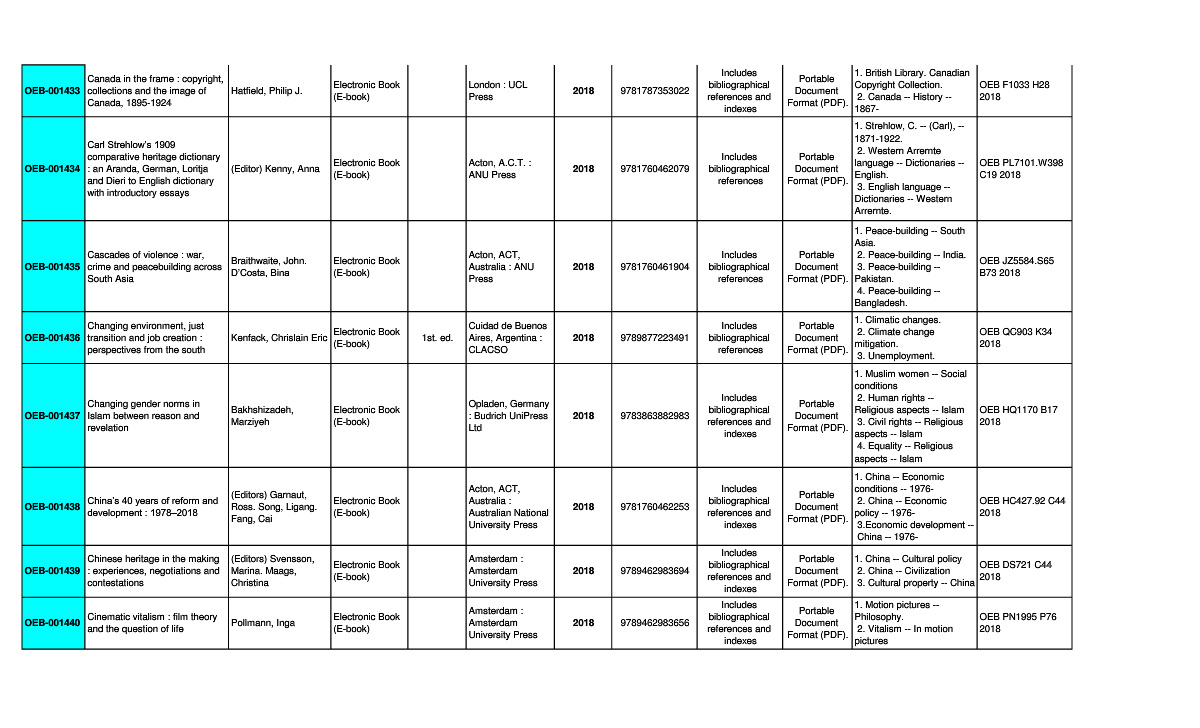 OEB-001433
Canada in the frame : copyright,
collections and the image of
Canada, 1895-1924
Hatfield, Philip J.
Electronic Book
(E-book)
London : UCL
Press
2018
9781787353022
Includes
bibliographical
references and
indexes
Portable
Document
Format (PDF).
1. British Library. Canadian
Copyright Collection.
2. Canada -- History --
1867-
OEB F1033 H28
2018
OEB-001434
Carl Strehlow's 1909
comparative heritage dictionary
: an Aranda, German, Loritja
and Dieri to English dictionary
with introductory essays
(Editor) Kenny, Anna
Electronic Book
(E-book)
Acton, A.C.T. :
ANU Press
2018
9781760462079
Includes
bibliographical
references
Portable
Document
Format (PDF).
1. Strehlow, C. -- (Carl), --
1871-1922.
2. Western Arrernte
language -- Dictionaries --
English.
3. English language --
Dictionaries -- Western
Arrernte.
OEB PL7101.W398
C19 2018
OEB-001435
Cascades of violence : war,
crime and peacebuilding across
South Asia
Braithwaite, John.
D'Costa, Bina
Electronic Book
(E-book)
Acton, ACT,
Australia : ANU
Press
2018
9781760461904
Includes
bibliographical
references
Portable
Document
Format (PDF).
1. Peace-building -- South
Asia.
2. Peace-building -- India.
3. Peace-building --
Pakistan.
4. Peace-building --
Bangladesh.
OEB JZ5584.S65
B73 2018
OEB-001436
Changing environment, just
transition and job creation :
perspectives from the south
Kenfack, Chrislain Eric
Electronic Book
(E-book)
1st. ed.
Cuidad de Buenos
Aires, Argentina :
CLACSO
2018
9789877223491
Includes
bibliographical
references
Portable
Document
Format (PDF).
1. Climatic changes.
2. Climate change
mitigation.
3. Unemployment.
OEB QC903 K34
2018
OEB-001437
Changing gender norms in
Islam between reason and
revelation
Bakhshizadeh,
Marziyeh
Electronic Book
(E-book)
Opladen, Germany
: Budrich UniPress
Ltd
2018
9783863882983
Includes
bibliographical
references and
indexes
Portable
Document
Format (PDF).
1. Muslim women -- Social
conditions
2. Human rights --
Religious aspects -- Islam
3. Civil rights -- Religious
aspects -- Islam
4. Equality -- Religious
aspects -- Islam
OEB HQ1170 B17
2018
OEB-001438
China's 40 years of reform and
development : 1978–2018
(Editors) Garnaut,
Ross. Song, Ligang.
Fang, Cai
Electronic Book
(E-book)
Acton, ACT,
Australia :
Australian National
University Press
2018
9781760462253
Includes
bibliographical
references and
indexes
Portable
Document
Format (PDF).
1. China -- Economic
conditions -- 1976-
2. China -- Economic
policy -- 1976-
3.Economic development --
China -- 1976-
OEB HC427.92 C44
2018
OEB-001439
Chinese heritage in the making
: experiences, negotiations and
contestations
(Editors) Svensson,
Marina. Maags,
Christina
Electronic Book
(E-book)
Amsterdam :
Amsterdam
University Press
2018
9789462983694
Includes
bibliographical
references and
indexes
Portable
Document
Format (PDF).
1. China -- Cultural policy
2. China -- Civilization
3. Cultural property -- China
OEB DS721 C44
2018
OEB-001440
Cinematic vitalism : film theory
and the question of life
Pollmann, Inga
Electronic Book
(E-book)
Amsterdam :
Amsterdam
University Press
2018
9789462983656
Includes
bibliographical
references and
indexes
Portable
Document
Format (PDF).
1. Motion pictures --
Philosophy.
2. Vitalism -- In motion
pictures
OEB PN1995 P76
2018